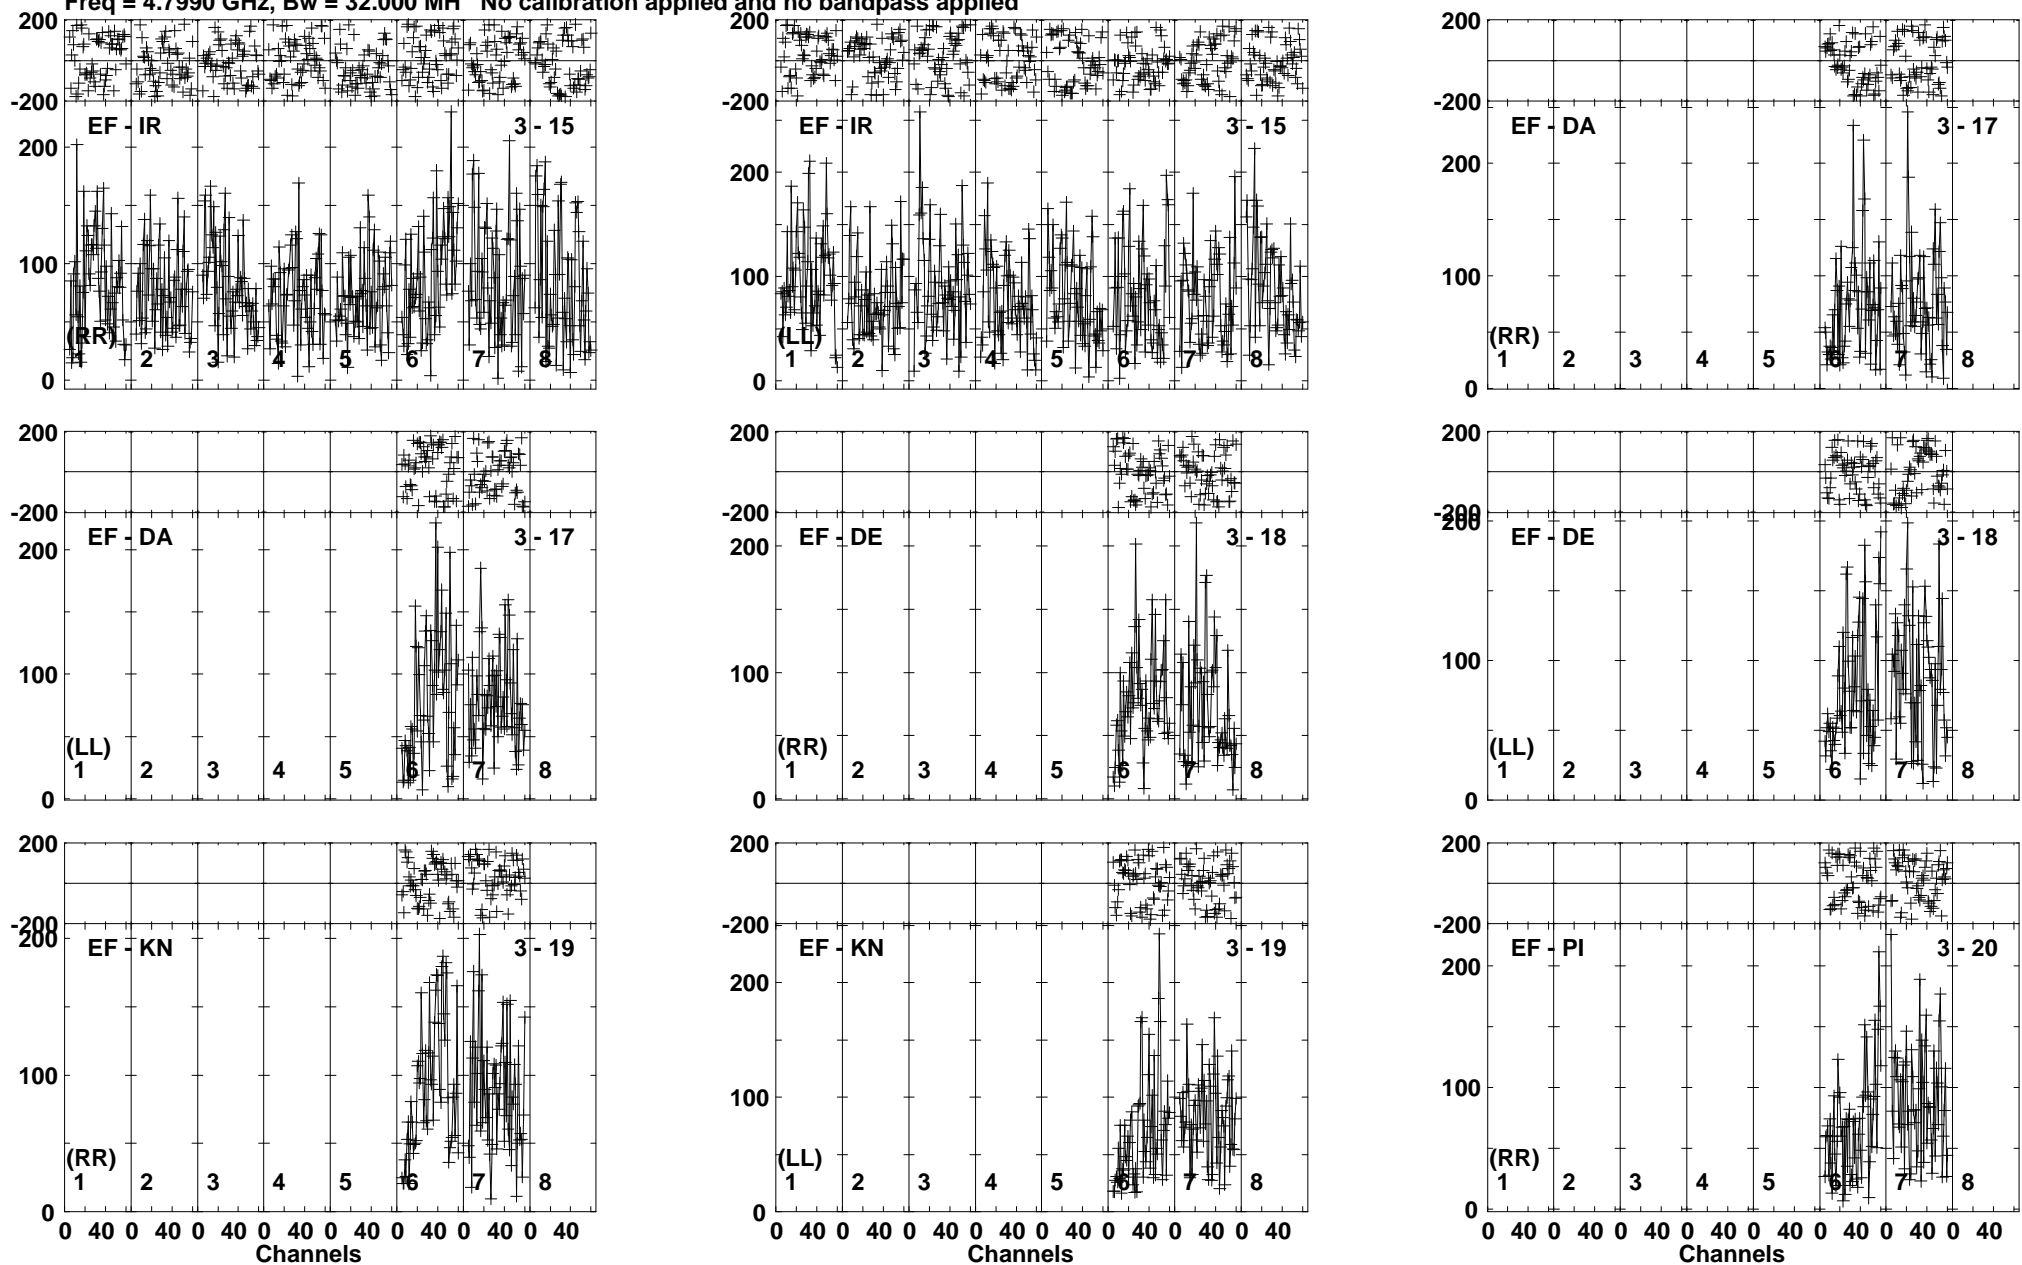 Freq = 4.7990 GHz, Bw = 32.000 MH No calibration applied and no bandpass applied
200 200 200
-200 -200 -200
EF - IR 3 - 15 EF - IR 3 - 15 EF - DA 3 - 17
200 200 200
100 100 100
(RR) (LL) (RR)
1 2 3 4 5 6 7 8 1 2 3 4 5 6 7 8 1 2 3 4 5 6 7 8
0 0 0
200 200 200
-200 -200 -200
EF - DA 3 - 17 EF - DE 3 - 18 EF - DE 3 - 18
200 200 200
100 100 100
(LL) (RR) (LL)
1 2 3 4 5 6 7 8 1 2 3 4 5 6 7 8 1 2 3 4 5 6 7 8
0 0 0
200 200 200
-200 -200 -200
EF - KN 3 - 19 EF - KN 3 - 19 EF - PI 3 - 20
200 200 200
100 100 100
(RR) (LL) (RR)
1 2 3 4 5 6 7 8 1 2 3 4 5 6 7 8 1 2 3 4 5 6 7 8
0 0 0
0 40 0 40 0 40 0 40 0 40 0 40 0 40 0 40 0 40 0 40 0 40 0 40 0 40 0 40 0 40 0 40 0 40 0 40 0 40 0 40 0 40 0 40 0 40 0 40
Channels Channels Channels